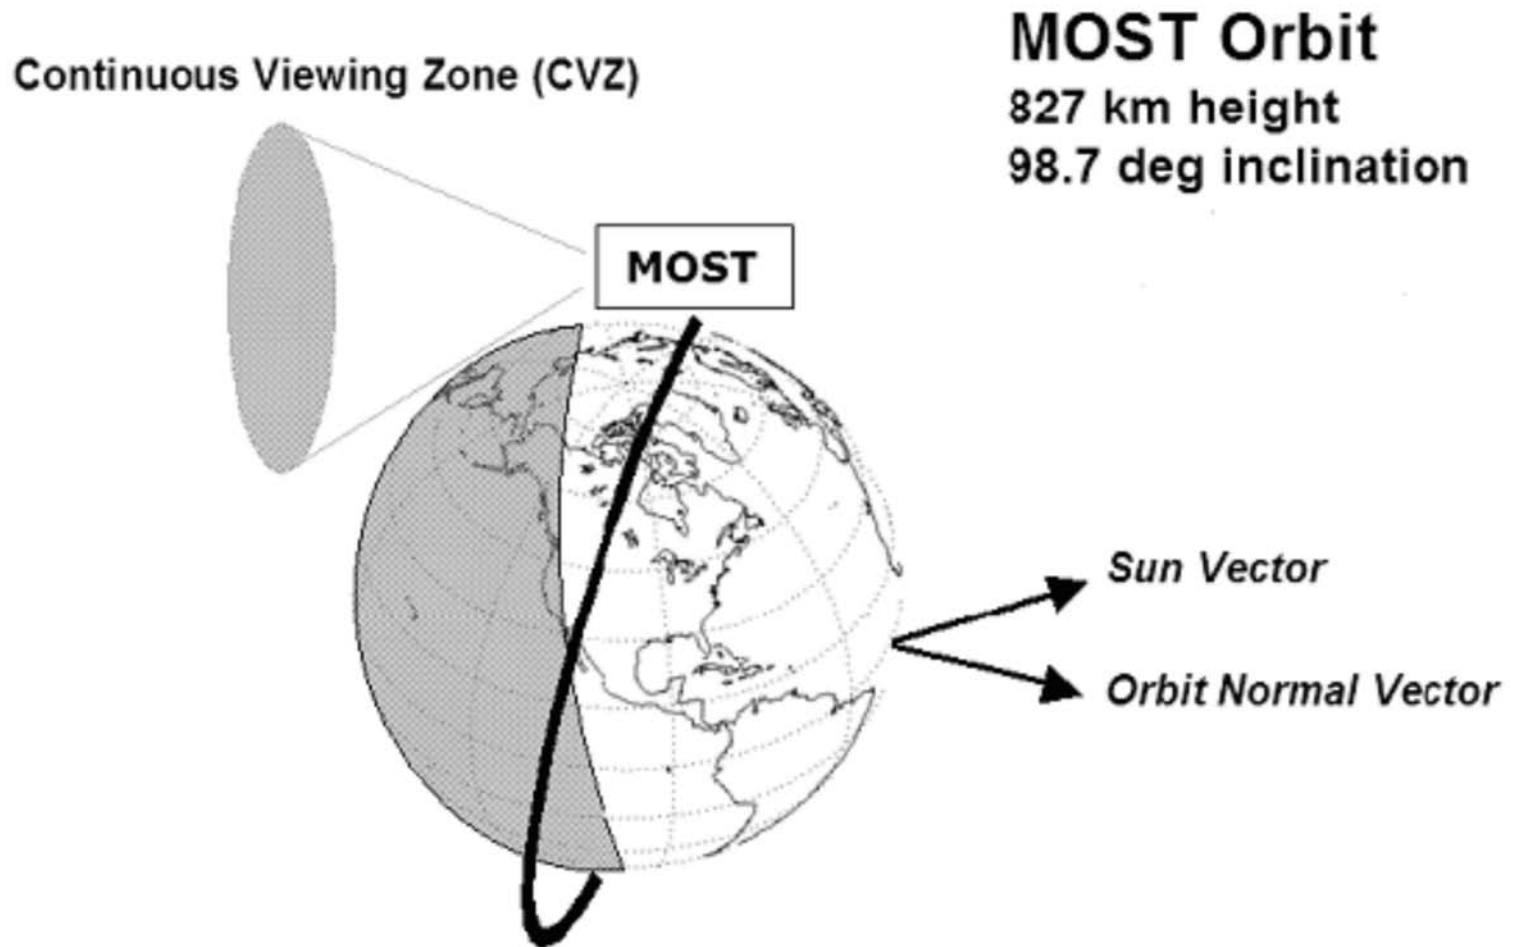 MOST Orbit
827 km height
98.7 deg inclination
Continuous Viewing Zone (CVZ)
MOST
Sun Vector
Orbit Normal Vector